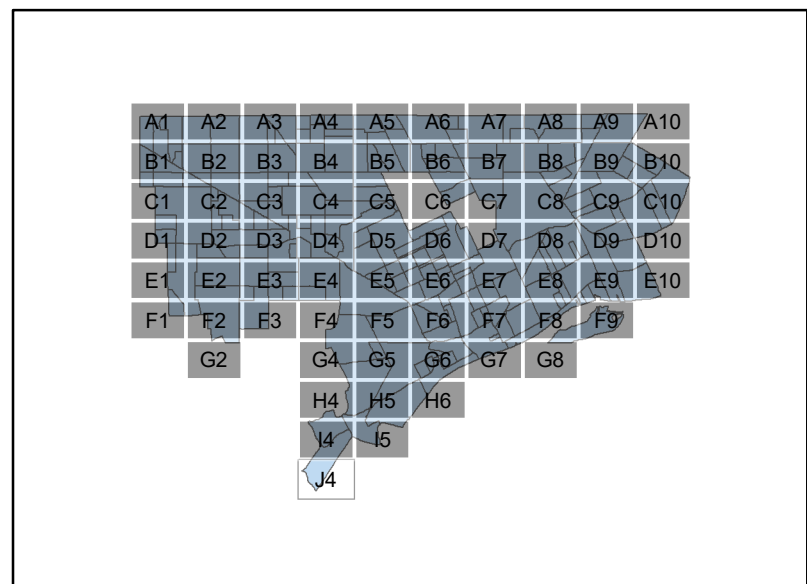 A1 A2 A3 A4 A5 A6 A7 A8 A9 A10
B1 B2 B3 B4 B5 B6 B7 B8 B9 B10
C1 C2 C3 C4 C5 C6 C7 C8 C9 C10
D1 D2 D3 D4 D5 D6 D7 D8 D9 D10
E1 E2 E3 E4 E5 E6 E7 E8 E9 E10
F1 F2 F3 F4 F5 F6 F7 F8 F9
G2 G4 G5 G6 G7 G8
H4 H5 H6
I4 I5
J4